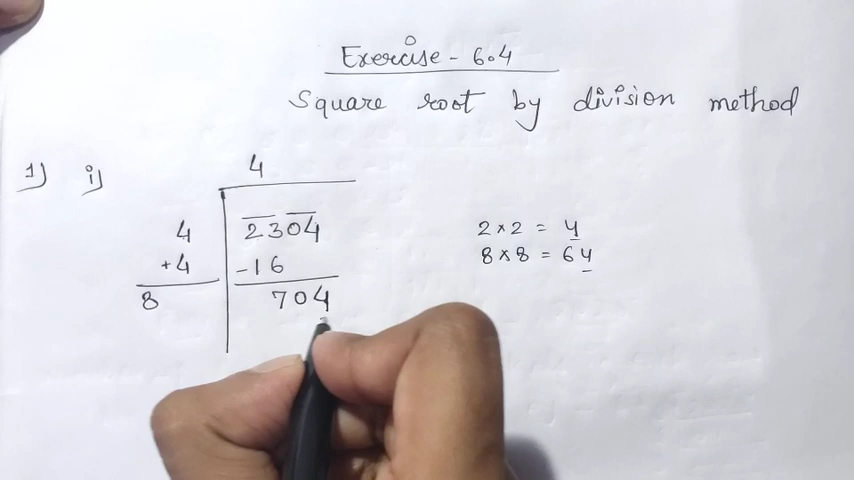 Exercise - 6.4
Square root by division method
1) i)
4
4 2304
+4 -16
8 704
2 × 2 = 4
8 × 8 = 64